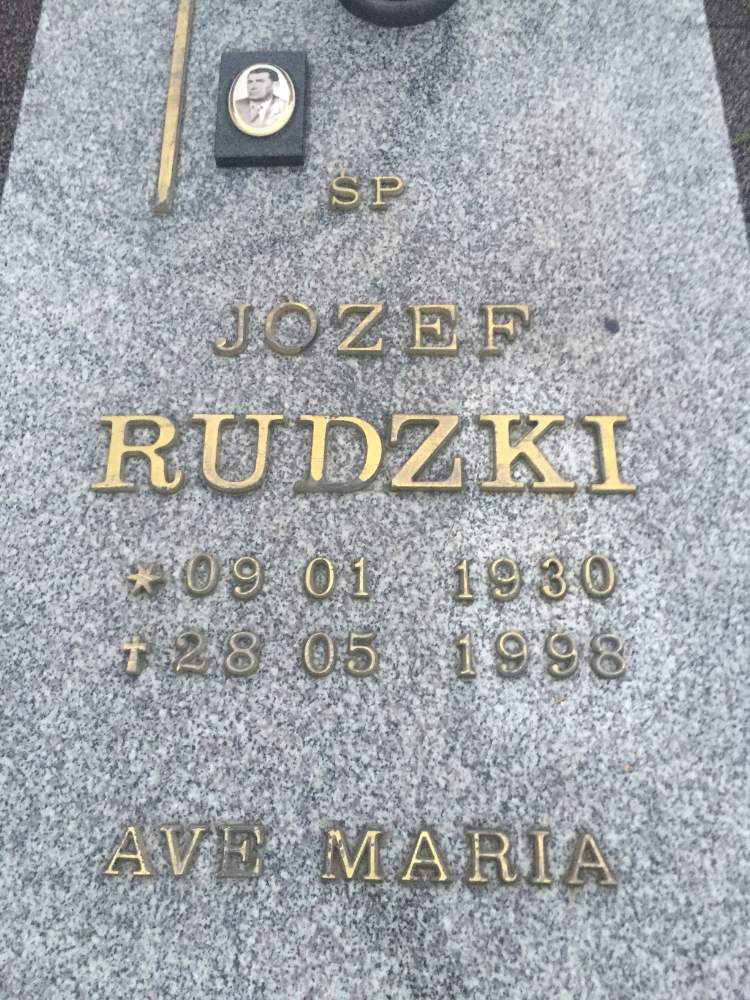 ŚP
JÓZEF
RUDZKI
* 09 01 1930
✝ 28 05 1998
AVE MARIA